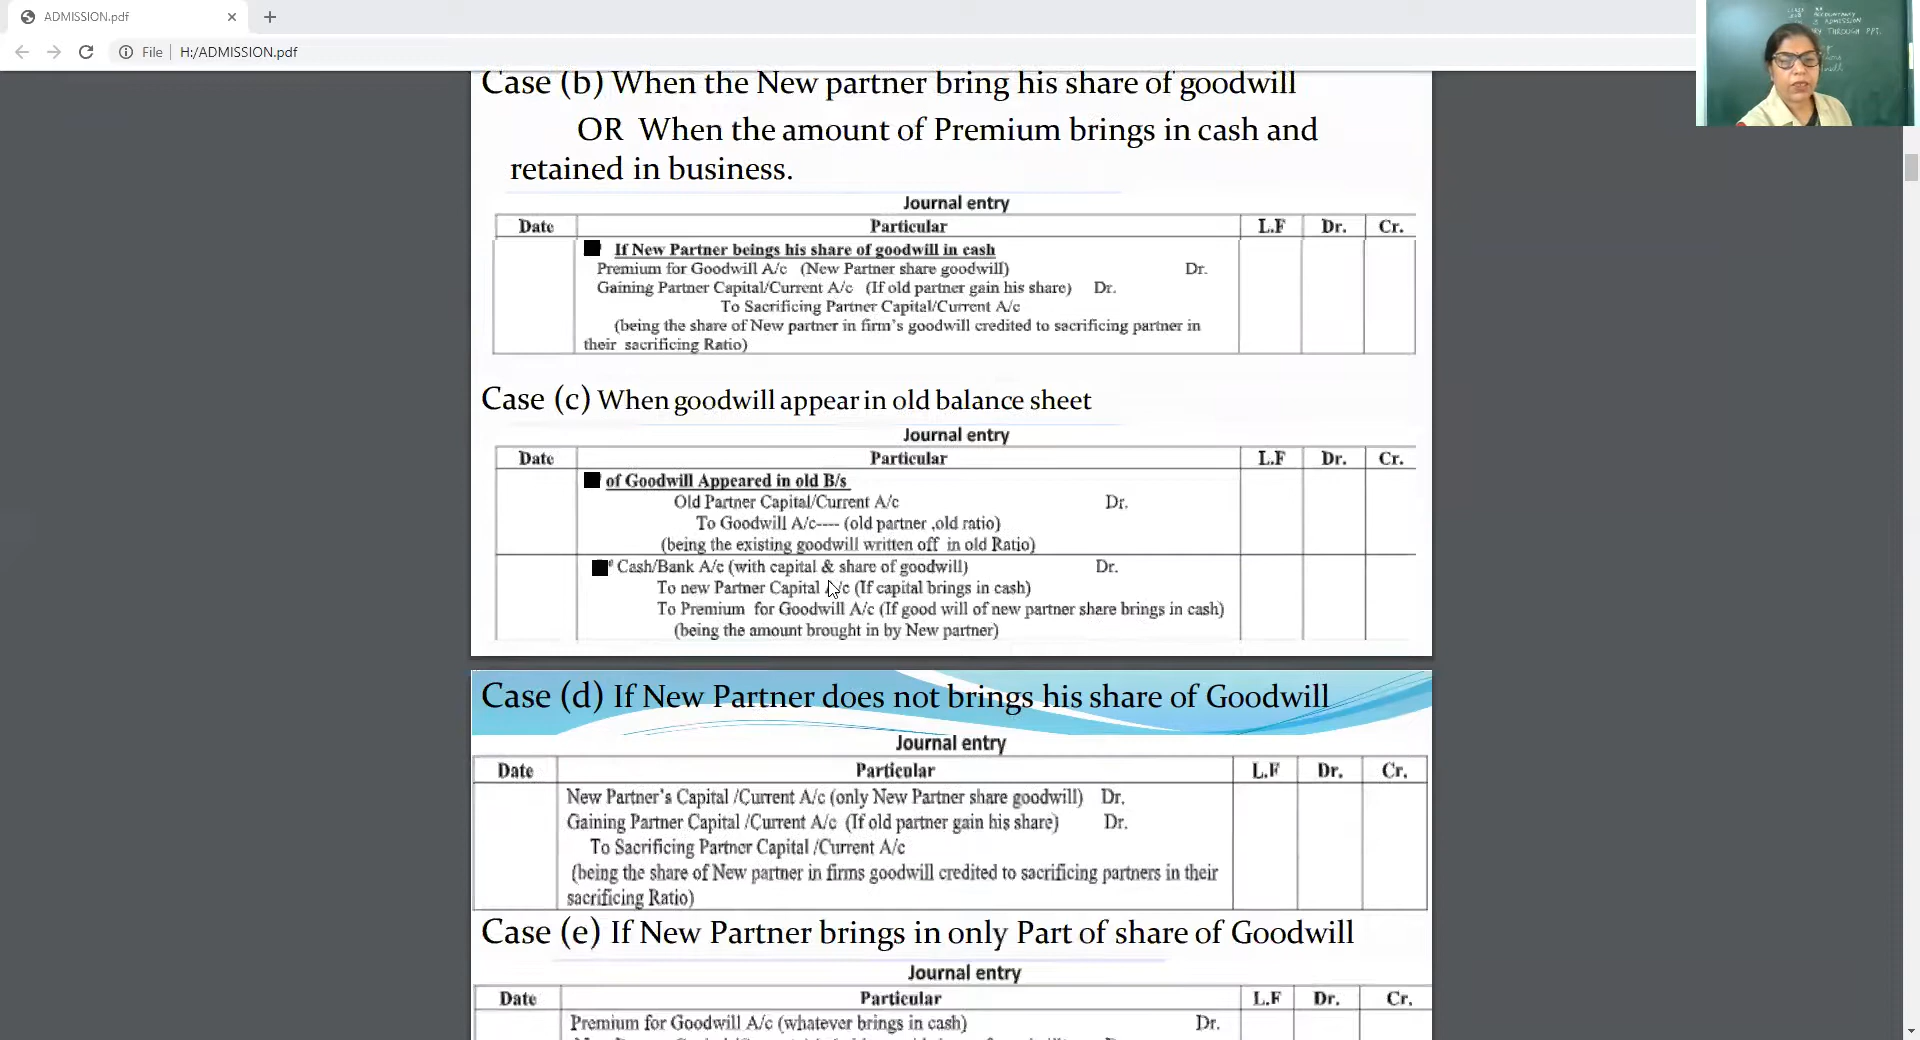 ADMISSION.pdf
File H:/ADMISSION.pdf
ACCOUNTANCY
ADMISSION
THROUGH PPT.
Case (b) When the New partner bring his share of goodwill
OR When the amount of Premium brings in cash and
retained in business.
Journal entry
Date Particular L.F Dr. Cr.
If New Partner beings his share of goodwill in cash
Premium for Goodwill A/c (New Partner share goodwill) Dr.
Gaining Partner Capital/Current A/c (If old partner gain his share) Dr.
To Sacrificing Partner Capital/Current A/c
(being the share of New partner in firm's goodwill credited to sacrificing partner in
their sacrificing Ratio)
Case (c) When goodwill appear in old balance sheet
Journal entry
Date Particular L.F Dr. Cr.
of Goodwill Appeared in old B/s
Old Partner Capital/Current A/c Dr.
To Goodwill A/c---- (old partner ,old ratio)
(being the existing goodwill written off in old Ratio)
Cash/Bank A/c (with capital & share of goodwill) Dr.
To new Partner Capital A/c (If capital brings in cash)
To Premium for Goodwill A/c (If good will of new partner share brings in cash)
(being the amount brought in by New partner)
Case (d) If New Partner does not brings his share of Goodwill
Journal entry
Date Particular L.F Dr. Cr.
New Partner's Capital /Current A/c (only New Partner share goodwill) Dr.
Gaining Partner Capital /Current A/c (If old partner gain his share) Dr.
To Sacrificing Partner Capital /Current A/c
(being the share of New partner in firms goodwill credited to sacrificing partners in their
sacrificing Ratio)
Case (e) If New Partner brings in only Part of share of Goodwill
Journal entry
Date Particular L.F Dr. Cr.
Premium for Goodwill A/c (whatever brings in cash) Dr.